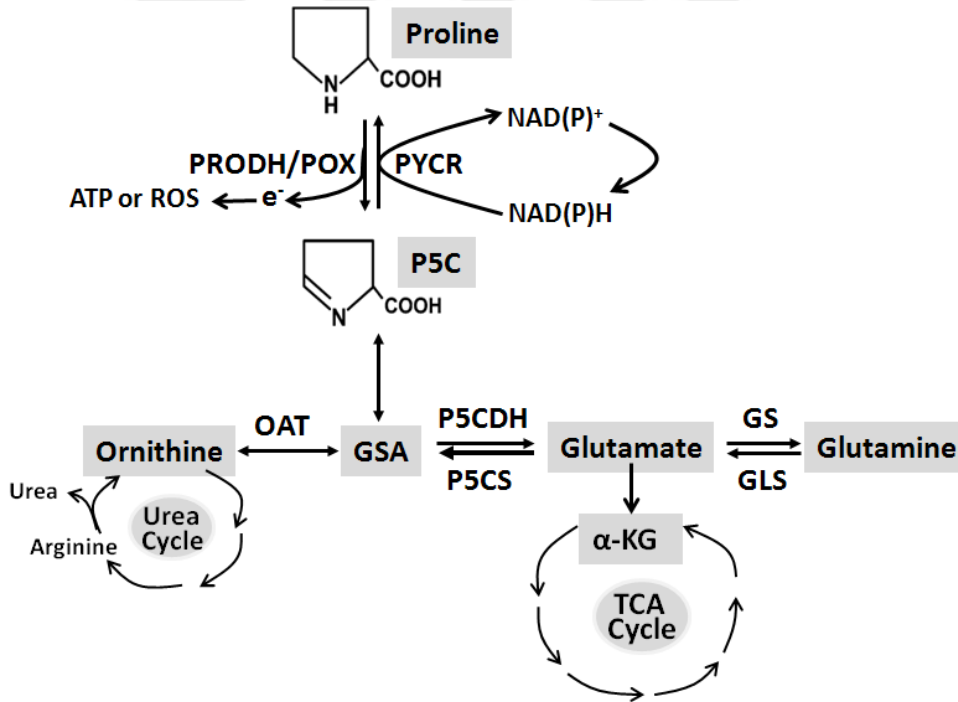 Proline
N
H
COOH
NAD(P)+
PRODH/POX
PYCR
ATP or ROS
e-
NAD(P)H
P5C
N
COOH
OAT
P5CDH
GS
Ornithine
GSA
Glutamate
Glutamine
P5CS
GLS
Urea
Urea
Cycle
Arginine
α-KG
TCA
Cycle